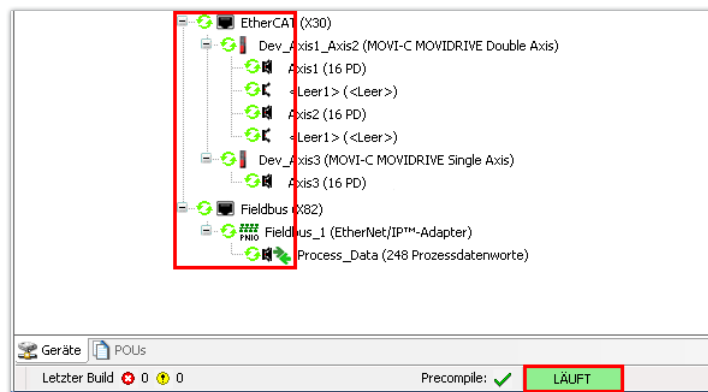 EtherCAT (X30)
Dev_Axis1_Axis2 (MOVI-C MOVIDRIVE Double Axis)
Axis1 (16 PD)
<Leer1> (<Leer>)
Axis2 (16 PD)
<Leer1> (<Leer>)
Dev_Axis3 (MOVI-C MOVIDRIVE Single Axis)
Axis3 (16 PD)
Fieldbus (X82)
PNIO Fieldbus_1 (EtherNet/IP™-Adapter)
Process_Data (248 Prozessdatenworte)
Geräte POUs
Letzter Build 0 0 Precompile: LÄUFT